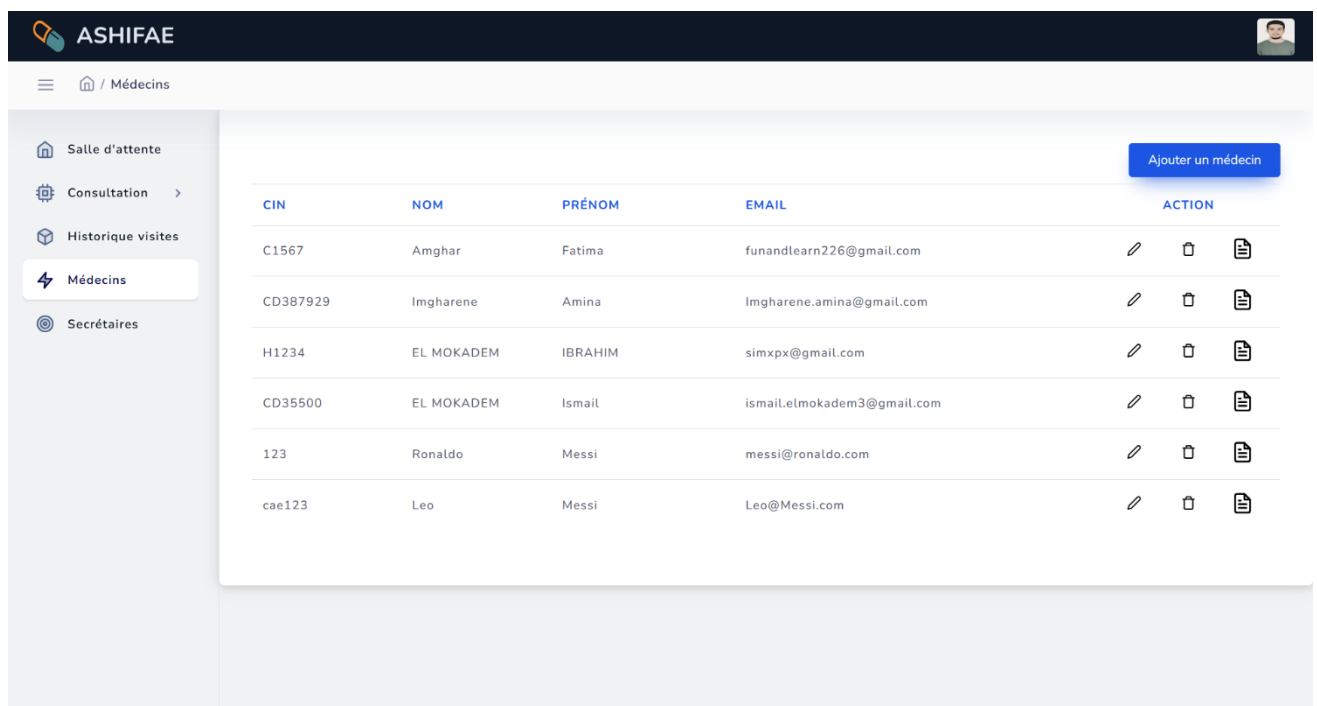 ASHIFAE
/ Médecins
Salle d'attente
Consultation >
Historique visites
Médecins
Secrétaires
Ajouter un médecin
CIN NOM PRÉNOM EMAIL ACTION
C1567 Amghar Fatima funandlearn226@gmail.com
CD387929 Imgharene Amina Imgharene.amina@gmail.com
H1234 EL MOKADEM IBRAHIM simxpx@gmail.com
CD35500 EL MOKADEM Ismail ismail.elmokadem3@gmail.com
123 Ronaldo Messi messi@ronaldo.com
cae123 Leo Messi Leo@Messi.com